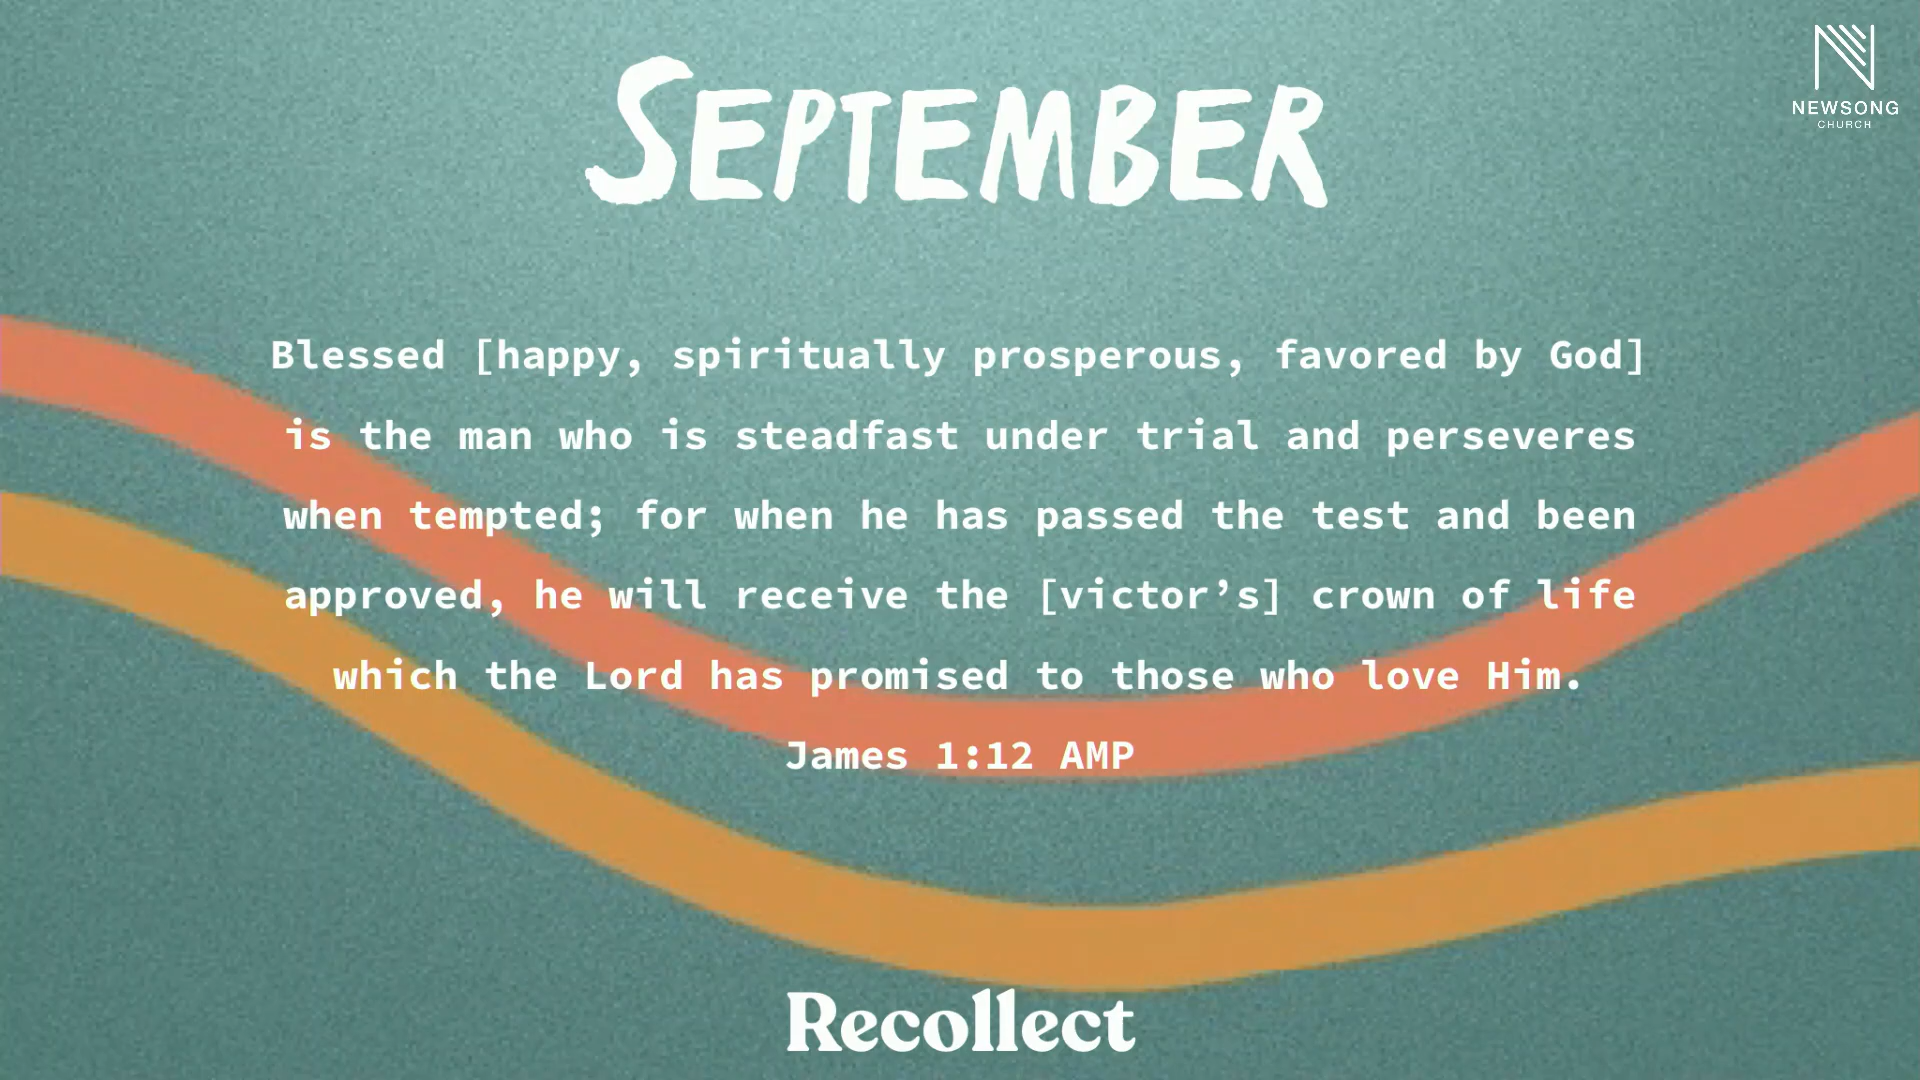 SEPTEMBER
NEWSONG
CHURCH
Blessed [happy, spiritually prosperous, favored by God]
is the man who is steadfast under trial and perseveres
when tempted; for when he has passed the test and been
approved, he will receive the [victor’s] crown of life
which the Lord has promised to those who love Him.
James 1:12 AMP
Recollect